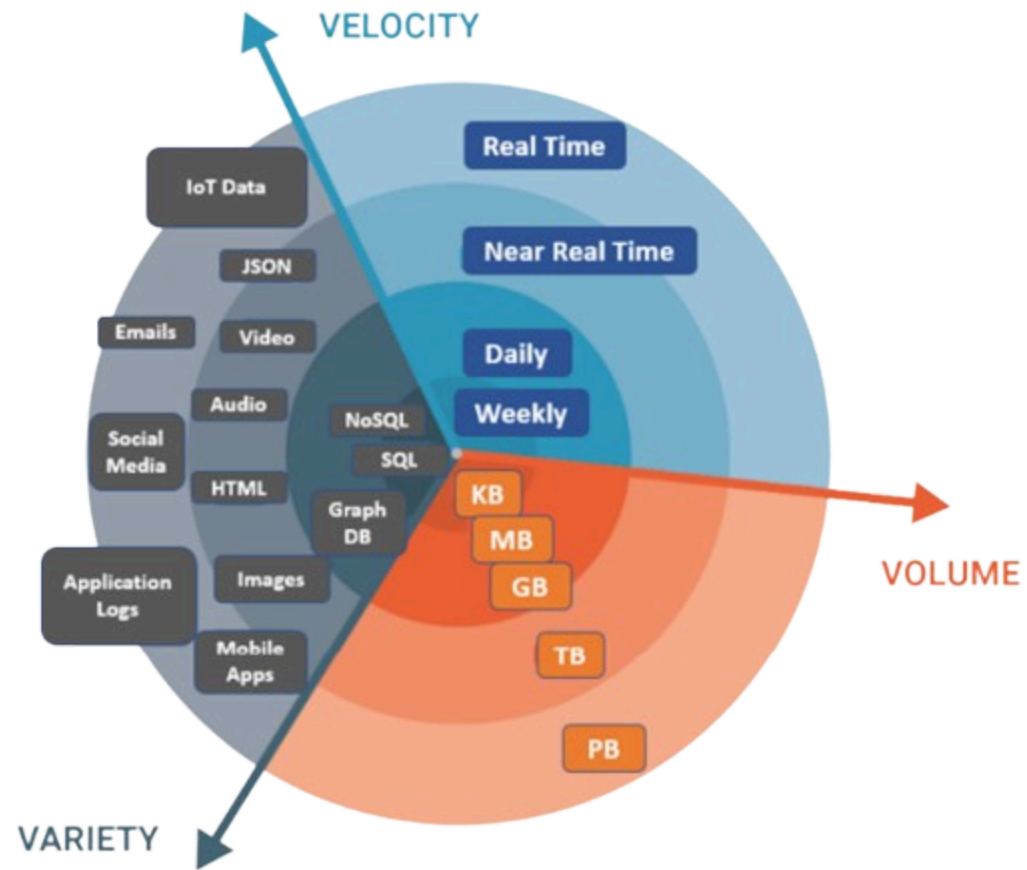 VELOCITY
Real Time
IoT Data
Near Real Time
JSON
Emails
Video
Daily
Audio
NoSQL
Weekly
Social
Media
SQL
HTML
KB
Graph
DB
MB
VOLUME
Application
Logs
Images
GB
Mobile
Apps
TB
PB
VARIETY